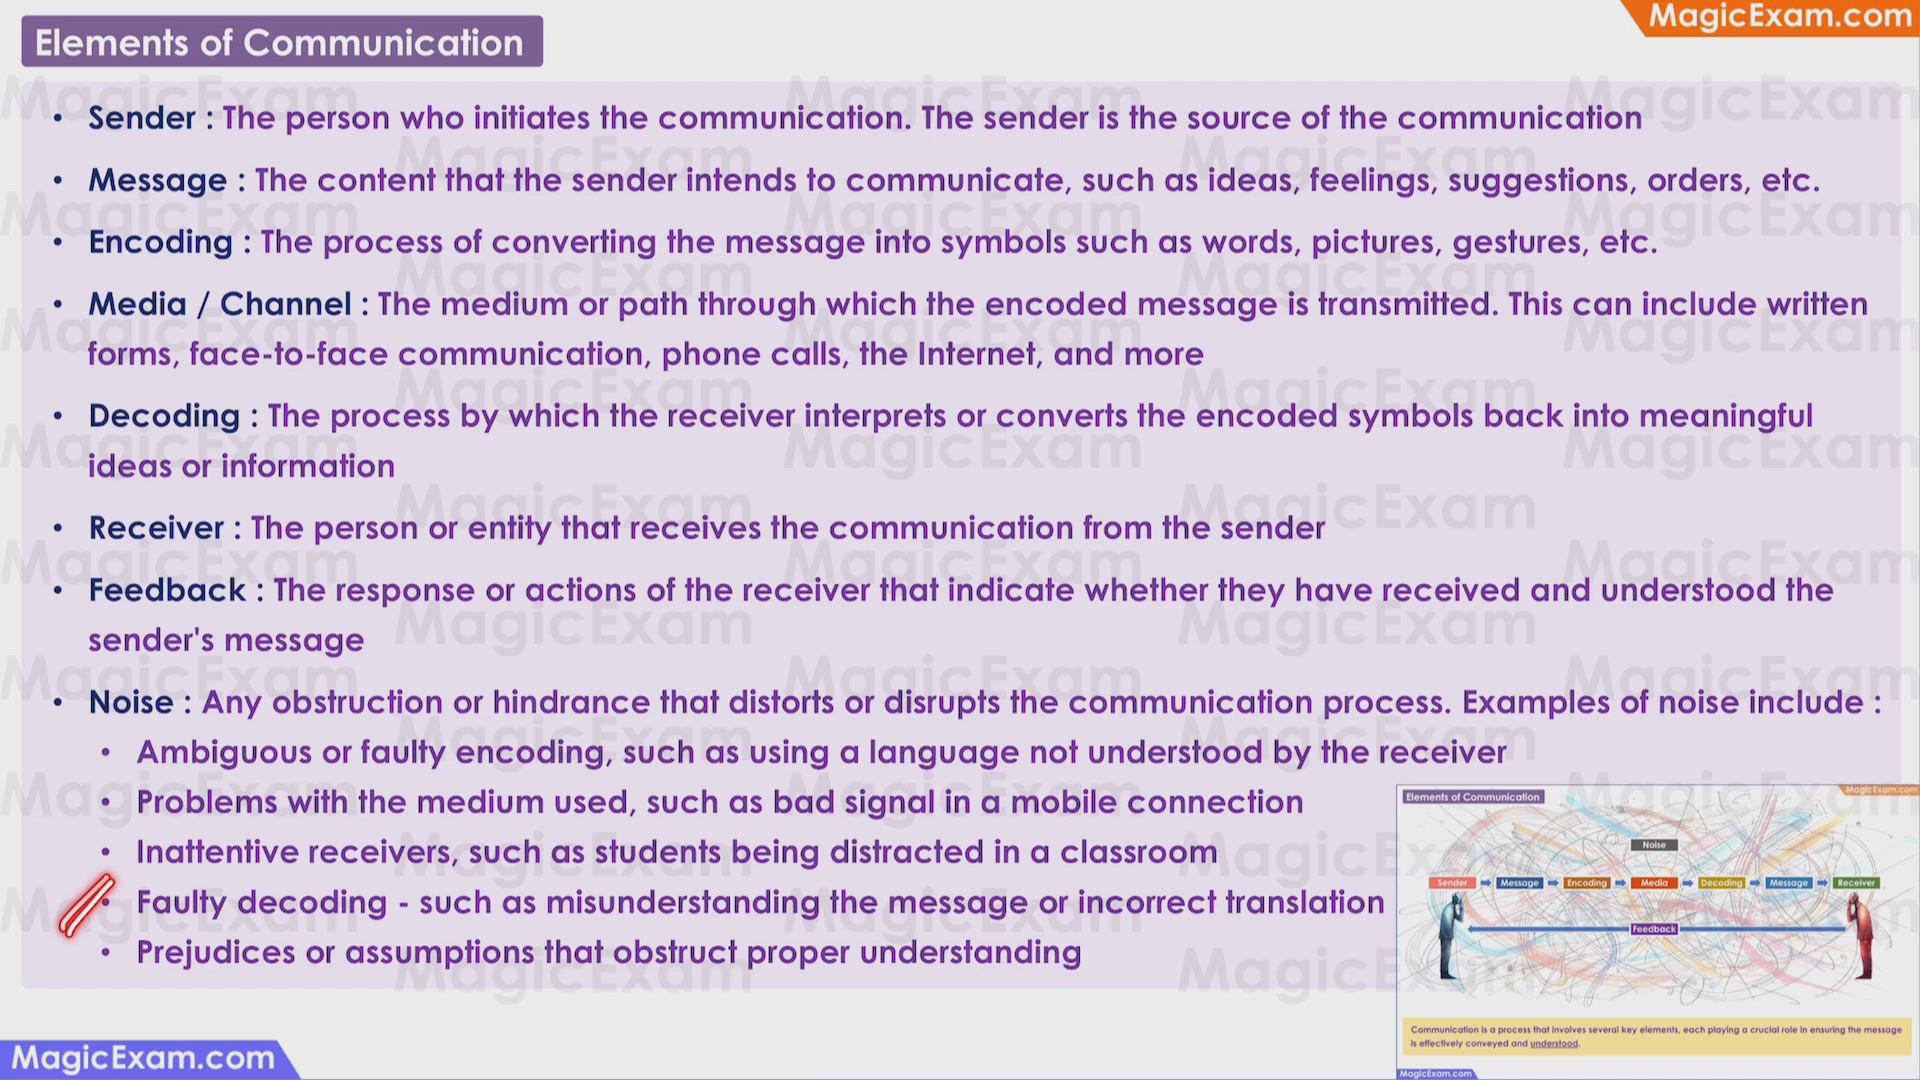 Elements of Communication
MagicExam.com
• Sender : The person who initiates the communication. The sender is the source of the communication
• Message : The content that the sender intends to communicate, such as ideas, feelings, suggestions, orders, etc.
• Encoding : The process of converting the message into symbols such as words, pictures, gestures, etc.
• Media / Channel : The medium or path through which the encoded message is transmitted. This can include written
forms, face-to-face communication, phone calls, the Internet, and more
• Decoding : The process by which the receiver interprets or converts the encoded symbols back into meaningful
ideas or information
• Receiver : The person or entity that receives the communication from the sender
• Feedback : The response or actions of the receiver that indicate whether they have received and understood the
sender's message
• Noise : Any obstruction or hindrance that distorts or disrupts the communication process. Examples of noise include :
• Ambiguous or faulty encoding, such as using a language not understood by the receiver
• Problems with the medium used, such as bad signal in a mobile connection
• Inattentive receivers, such as students being distracted in a classroom
• Faulty decoding - such as misunderstanding the message or incorrect translation
• Prejudices or assumptions that obstruct proper understanding
Elements of Communication
MagicExam.com
Noise
Sender Message Encoding Media Decoding Message Receiver
Feedback
Communication is a process that involves several key elements, each playing a crucial role in ensuring the message
is effectively conveyed and understood.
MagicExam.com
MagicExam.com